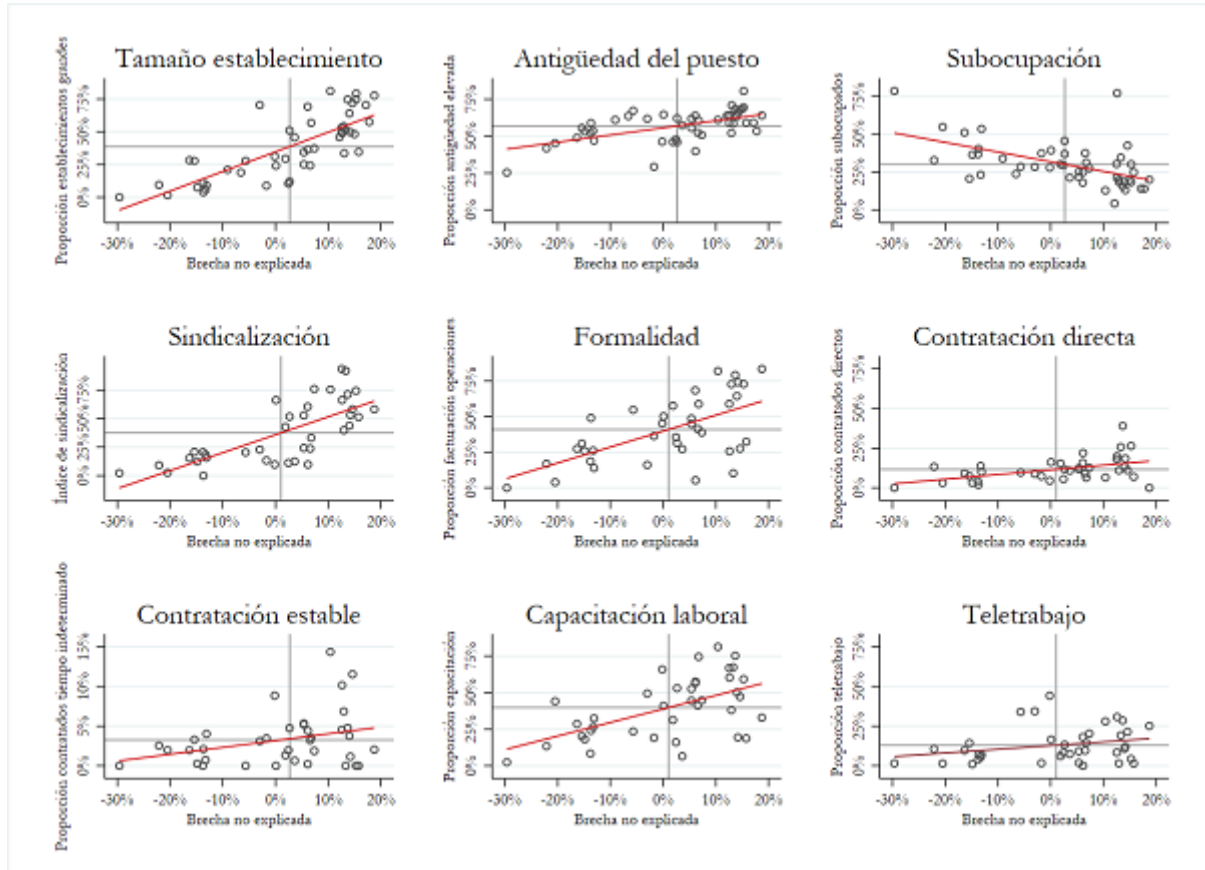 Tamaño establecimiento
Propoción establecimientos grandes
75%
50%
25%
0%
-30% -20% -10% 0% 10% 20%
Brecha no explicada
Antigüedad del puesto
Proporción antigüedad elevada
75%
50%
25%
0%
-30% -20% -10% 0% 10% 20%
Brecha no explicada
Subocupación
Proporción subocupados
75%
50%
25%
0%
-30% -20% -10% 0% 10% 20%
Brecha no explicada
Sindicalización
Índice de sindicalización
75%
50%
25%
0%
-30% -20% -10% 0% 10% 20%
Brecha no explicada
Formalidad
Proporción facturación operaciones
75%
50%
25%
0%
-30% -20% -10% 0% 10% 20%
Brecha no explicada
Contratación directa
Proporción contratados directos
75%
50%
25%
0%
-30% -20% -10% 0% 10% 20%
Brecha no explicada
Contratación estable
Proporción contratados tiempo indeterminado
15%
10%
5%
0%
-30% -20% -10% 0% 10% 20%
Brecha no explicada
Capacitación laboral
Proporción capacitación
75%
50%
25%
0%
-30% -20% -10% 0% 10% 20%
Brecha no explicada
Teletrabajo
Proporción teletrabajo
75%
50%
25%
0%
-30% -20% -10% 0% 10% 20%
Brecha no explicada